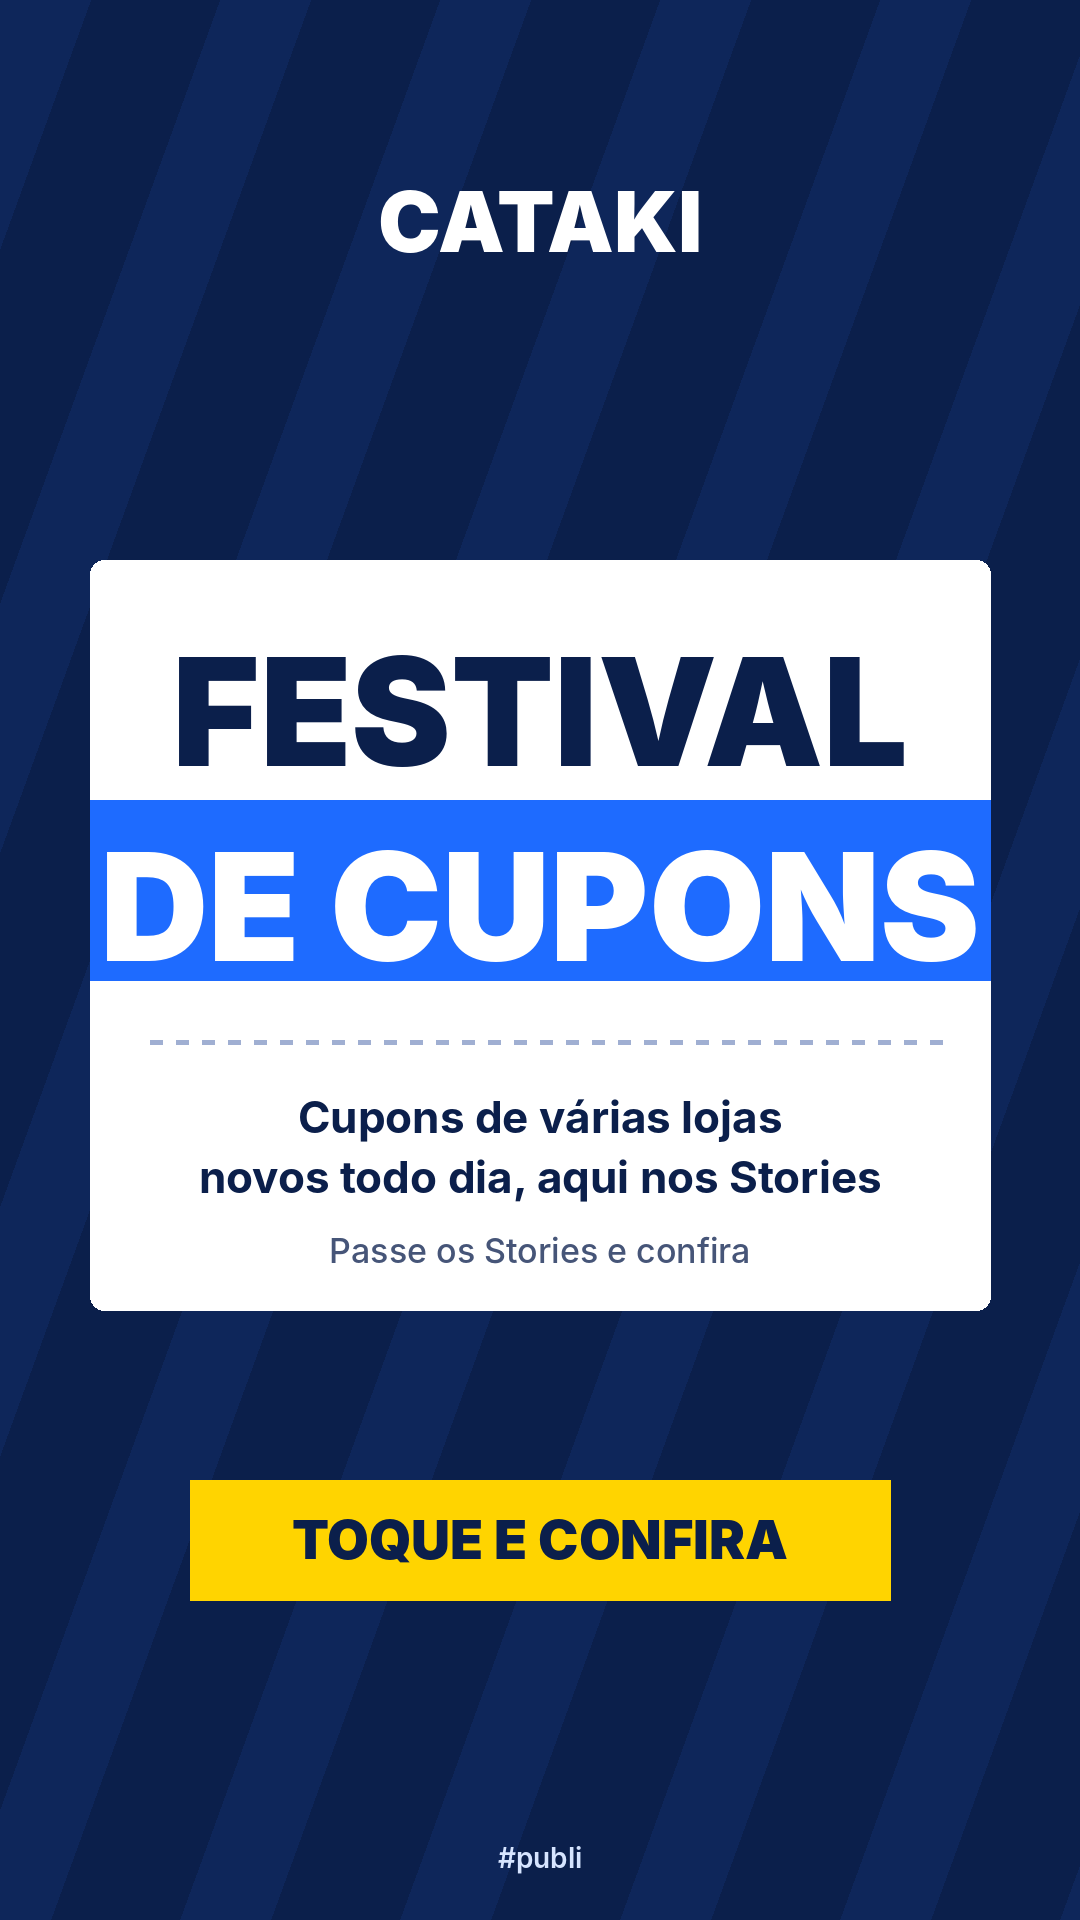 CATAKI
FESTIVAL
DE CUPONS
Cupons de várias lojas
novos todo dia, aqui nos Stories
Passe os Stories e confira
TOQUE E CONFIRA
#publi